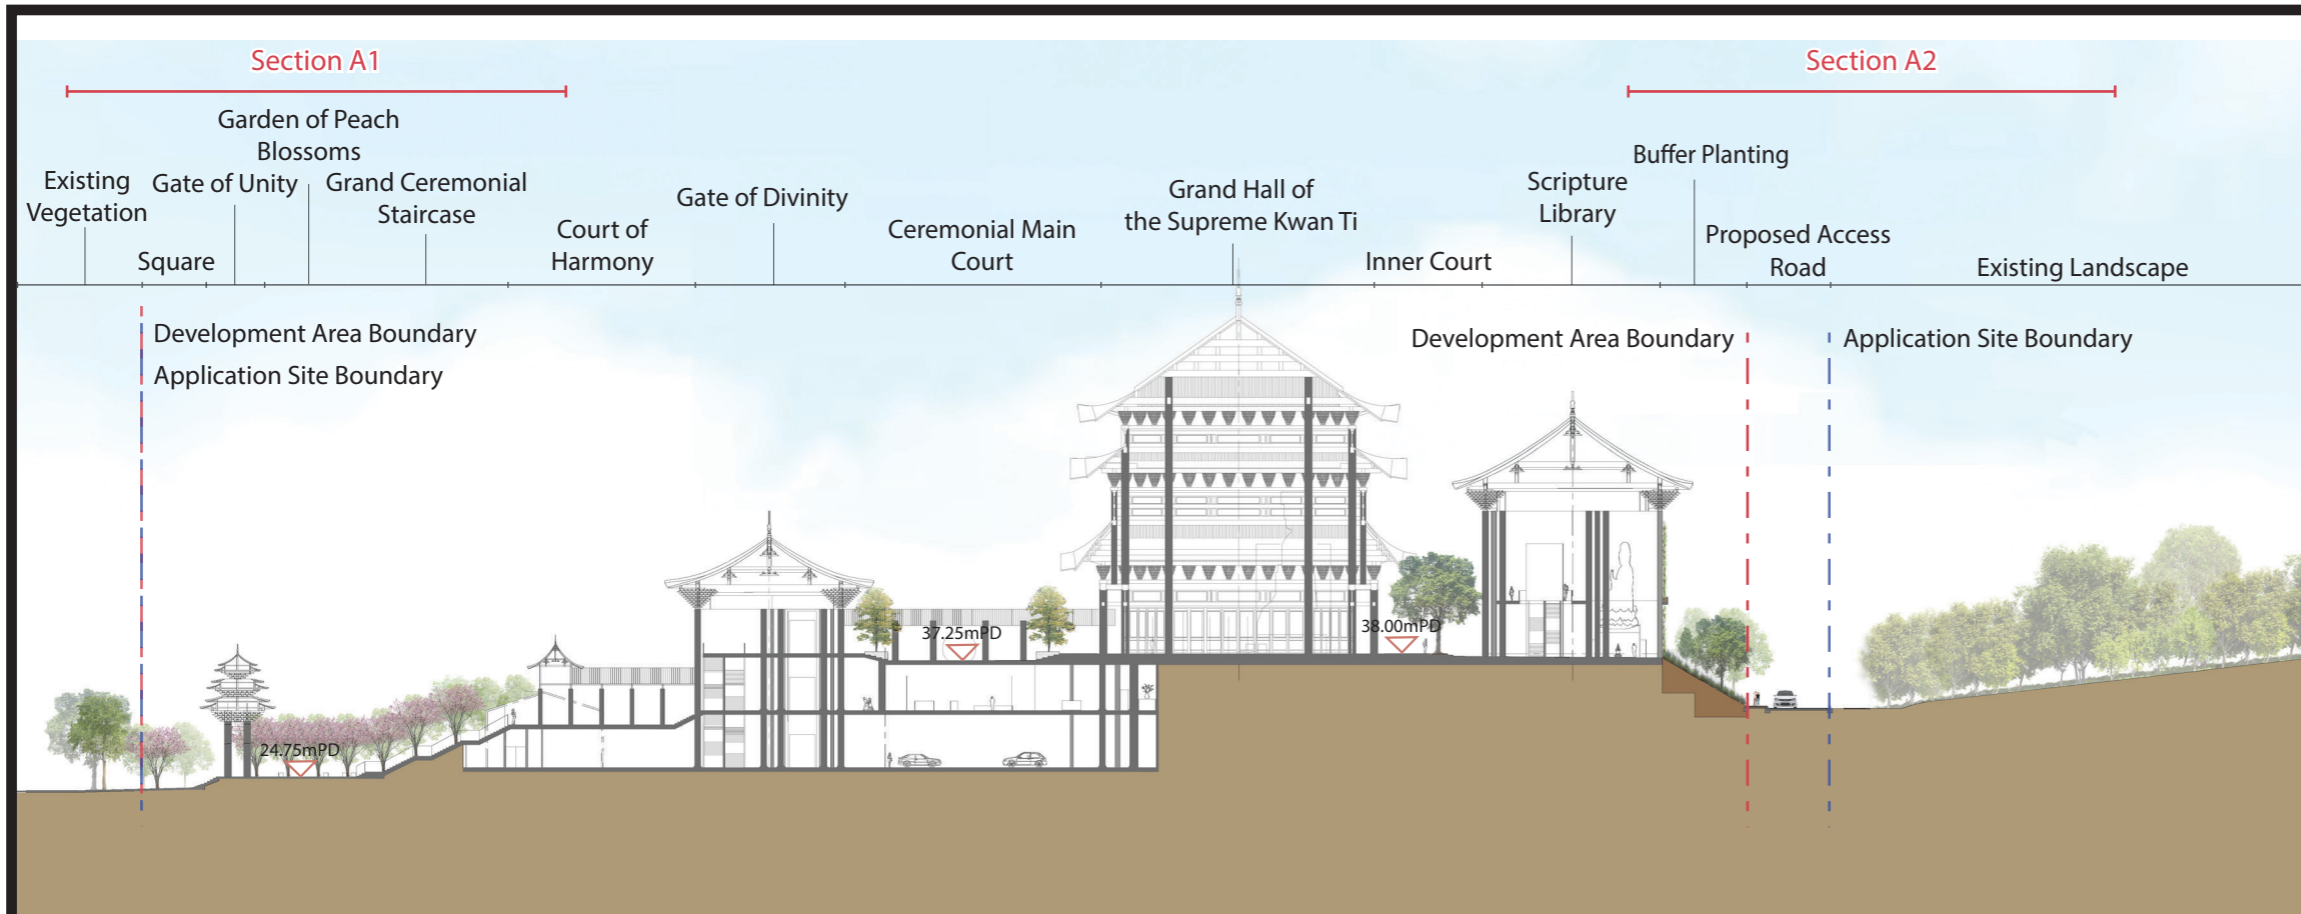 Section A1
Section A2
Garden of Peach
Blossoms
Existing
Vegetation
Gate of Unity
Grand Ceremonial
Staircase
Square
Court of
Harmony
Gate of Divinity
Ceremonial Main
Court
Grand Hall of
the Supreme Kwan Ti
Inner Court
Scripture
Library
Buffer Planting
Proposed Access
Road
Existing Landscape
Development Area Boundary
Application Site Boundary
Development Area Boundary
Application Site Boundary
37.25mPD
38.00mPD
24.75mPD